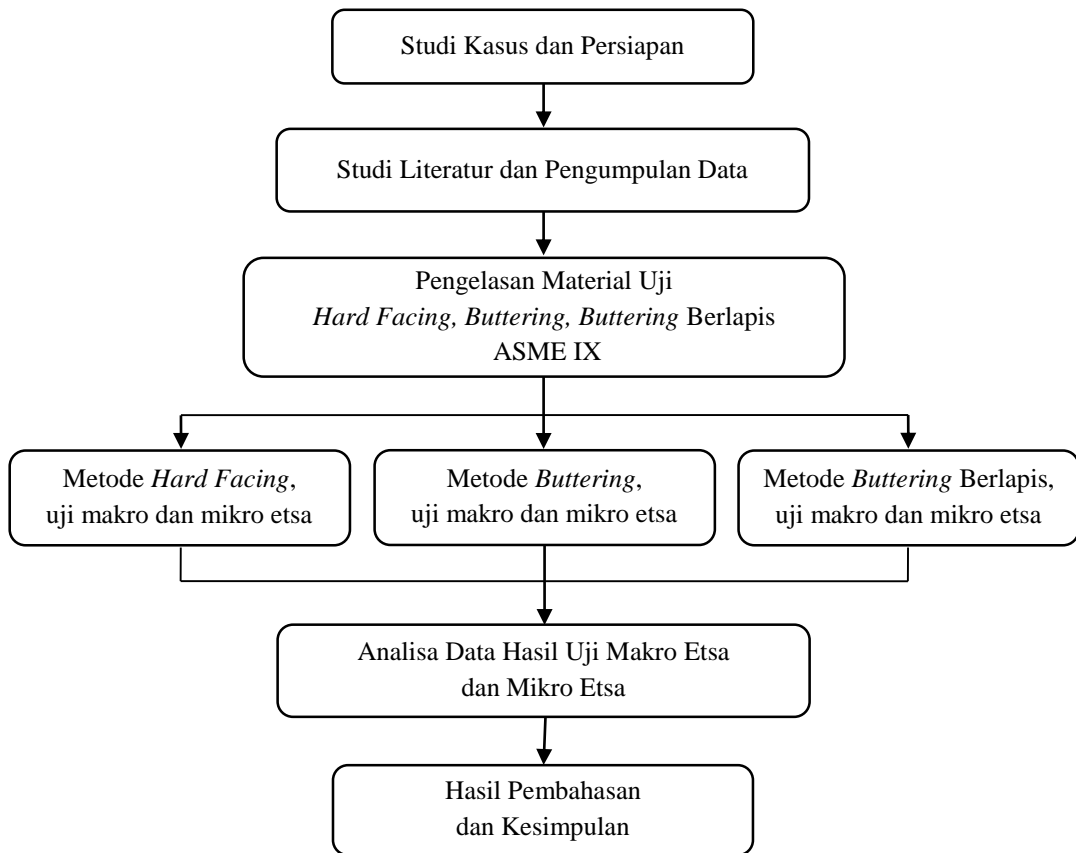 Studi Kasus dan Persiapan
Studi Literatur dan Pengumpulan Data
Pengelasan Material Uji
Hard Facing, Buttering, Buttering Berlapis
ASME IX
Metode Hard Facing,
uji makro dan mikro etsa
Metode Buttering,
uji makro dan mikro etsa
Metode Buttering Berlapis,
uji makro dan mikro etsa
Analisa Data Hasil Uji Makro Etsa
dan Mikro Etsa
Hasil Pembahasan
dan Kesimpulan